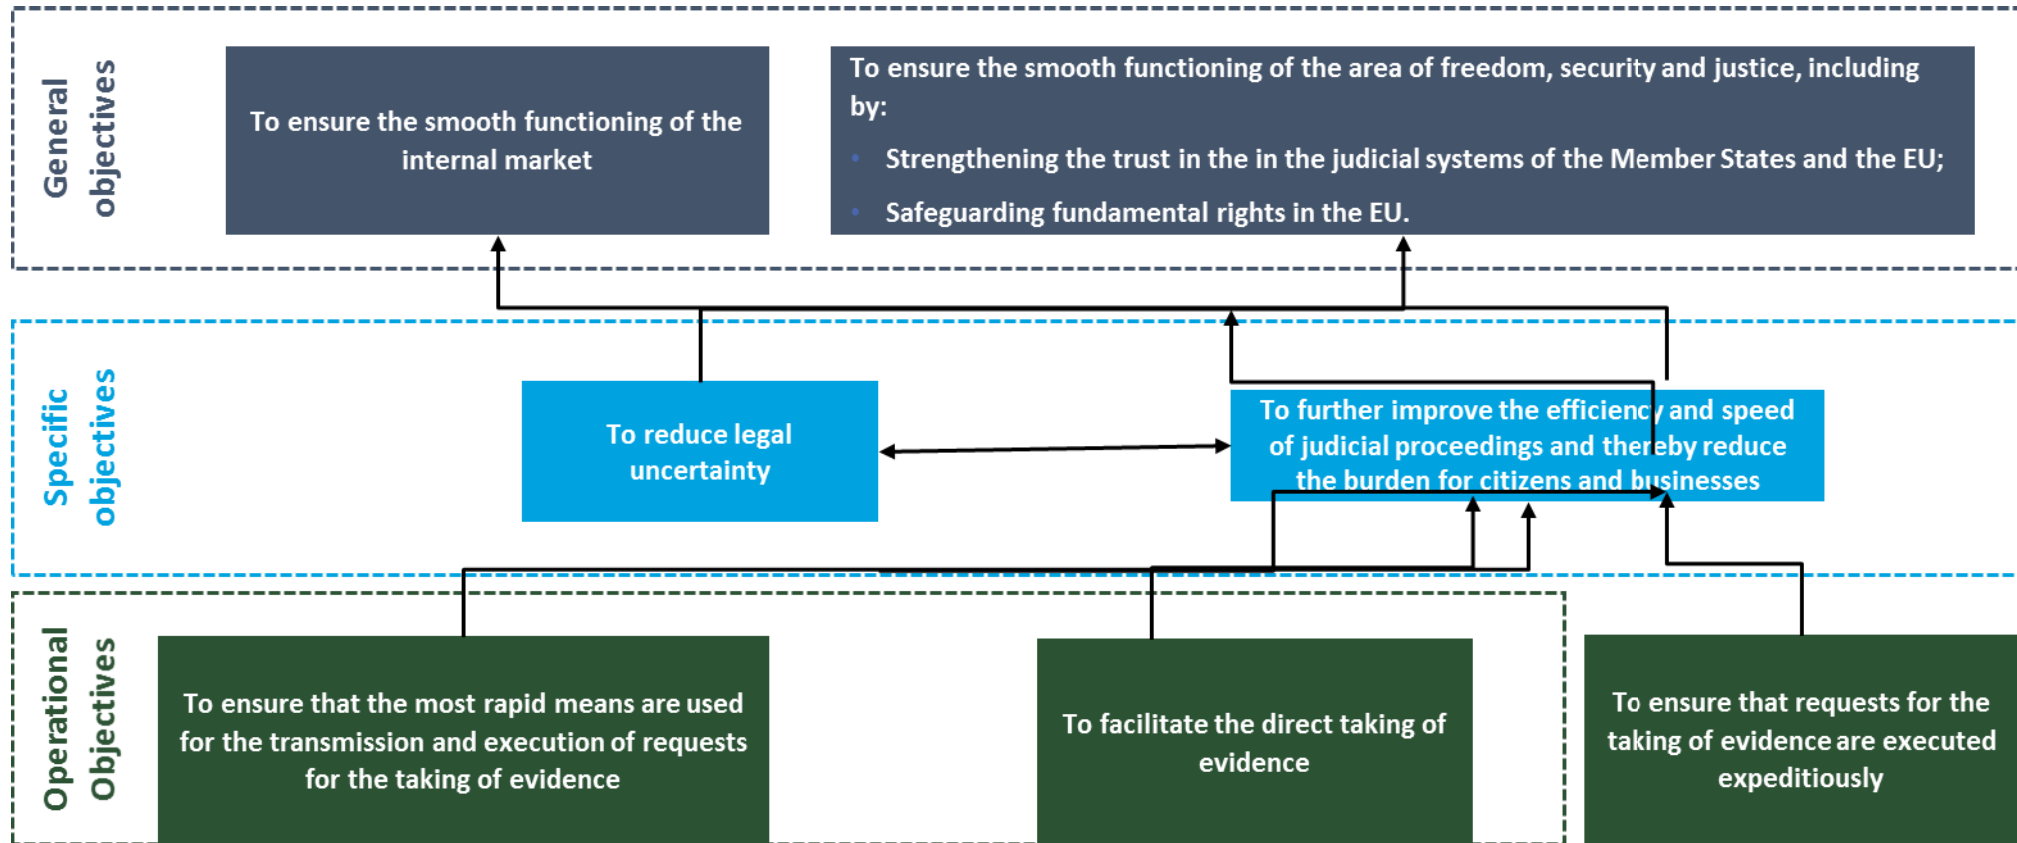 General
objectives
To ensure the smooth functioning of the
internal market
To ensure the smooth functioning of the area of freedom, security and justice, including
by:
• Strengthening the trust in the in the judicial systems of the Member States and the EU;
• Safeguarding fundamental rights in the EU.
Specific
objectives
To reduce legal
uncertainty
To further improve the efficiency and speed
of judicial proceedings and thereby reduce
the burden for citizens and businesses
Operational
Objectives
To ensure that the most rapid means are used
for the transmission and execution of requests
for the taking of evidence
To facilitate the direct taking of
evidence
To ensure that requests for the
taking of evidence are executed
expeditiously